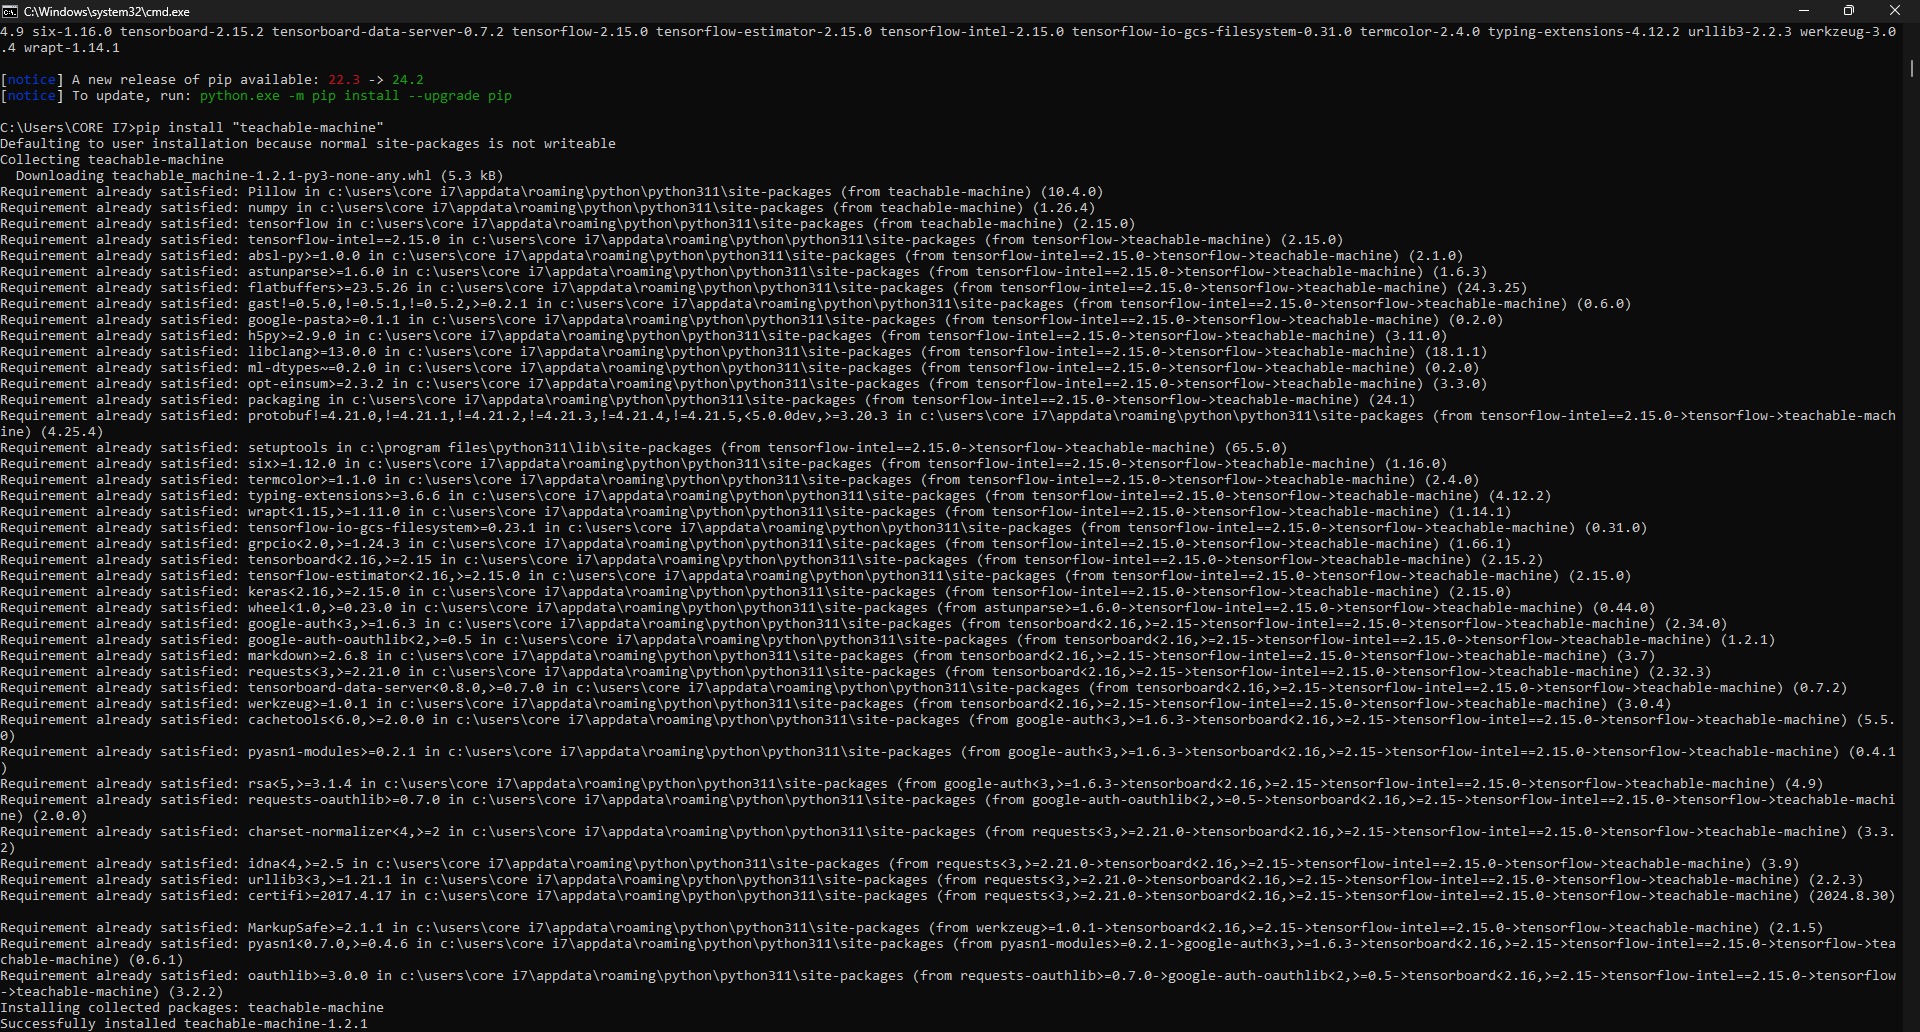 C:\Windows\system32\cmd.exe
4.9 six-1.16.0 tensorboard-2.15.2 tensorboard-data-server-0.7.2 tensorflow-2.15.0 tensorflow-estimator-2.15.0 tensorflow-intel-2.15.0 tensorflow-io-gcs-filesystem-0.31.0 termcolor-2.4.0 typing-extensions-4.12.2 urllib3-2.2.3 werkzeug-3.0
.4 wrapt-1.14.1
[notice] A new release of pip available: 22.3 -> 24.2
[notice] To update, run: python.exe -m pip install --upgrade pip
C:\Users\CORE I7>pip install "teachable-machine"
Defaulting to user installation because normal site-packages is not writeable
Collecting teachable-machine
  Downloading teachable_machine-1.2.1-py3-none-any.whl (5.3 kB)
Requirement already satisfied: Pillow in c:\users\core i7\appdata\roaming\python\python311\site-packages (from teachable-machine) (10.4.0)
Requirement already satisfied: numpy in c:\users\core i7\appdata\roaming\python\python311\site-packages (from teachable-machine) (1.26.4)
Requirement already satisfied: tensorflow in c:\users\core i7\appdata\roaming\python\python311\site-packages (from teachable-machine) (2.15.0)
Requirement already satisfied: tensorflow-intel==2.15.0 in c:\users\core i7\appdata\roaming\python\python311\site-packages (from tensorflow->teachable-machine) (2.15.0)
Requirement already satisfied: absl-py>=1.0.0 in c:\users\core i7\appdata\roaming\python\python311\site-packages (from tensorflow-intel==2.15.0->tensorflow->teachable-machine) (2.1.0)
Requirement already satisfied: astunparse>=1.6.0 in c:\users\core i7\appdata\roaming\python\python311\site-packages (from tensorflow-intel==2.15.0->tensorflow->teachable-machine) (1.6.3)
Requirement already satisfied: flatbuffers>=23.5.26 in c:\users\core i7\appdata\roaming\python\python311\site-packages (from tensorflow-intel==2.15.0->tensorflow->teachable-machine) (24.3.25)
Requirement already satisfied: gast!=0.5.0,!=0.5.1,!=0.5.2,>=0.2.1 in c:\users\core i7\appdata\roaming\python\python311\site-packages (from tensorflow-intel==2.15.0->tensorflow->teachable-machine) (0.6.0)
Requirement already satisfied: google-pasta>=0.1.1 in c:\users\core i7\appdata\roaming\python\python311\site-packages (from tensorflow-intel==2.15.0->tensorflow->teachable-machine) (0.2.0)
Requirement already satisfied: h5py>=2.9.0 in c:\users\core i7\appdata\roaming\python\python311\site-packages (from tensorflow-intel==2.15.0->tensorflow->teachable-machine) (3.11.0)
Requirement already satisfied: libclang>=13.0.0 in c:\users\core i7\appdata\roaming\python\python311\site-packages (from tensorflow-intel==2.15.0->tensorflow->teachable-machine) (18.1.1)
Requirement already satisfied: ml-dtypes~=0.2.0 in c:\users\core i7\appdata\roaming\python\python311\site-packages (from tensorflow-intel==2.15.0->tensorflow->teachable-machine) (0.2.0)
Requirement already satisfied: opt-einsum>=2.3.2 in c:\users\core i7\appdata\roaming\python\python311\site-packages (from tensorflow-intel==2.15.0->tensorflow->teachable-machine) (3.3.0)
Requirement already satisfied: packaging in c:\users\core i7\appdata\roaming\python\python311\site-packages (from tensorflow-intel==2.15.0->tensorflow->teachable-machine) (24.1)
Requirement already satisfied: protobuf!=4.21.0,!=4.21.1,!=4.21.2,!=4.21.3,!=4.21.4,!=4.21.5,<5.0.0dev,>=3.20.3 in c:\users\core i7\appdata\roaming\python\python311\site-packages (from tensorflow-intel==2.15.0->tensorflow->teachable-mach
ine) (4.25.4)
Requirement already satisfied: setuptools in c:\program files\python311\lib\site-packages (from tensorflow-intel==2.15.0->tensorflow->teachable-machine) (65.5.0)
Requirement already satisfied: six>=1.12.0 in c:\users\core i7\appdata\roaming\python\python311\site-packages (from tensorflow-intel==2.15.0->tensorflow->teachable-machine) (1.16.0)
Requirement already satisfied: termcolor>=1.1.0 in c:\users\core i7\appdata\roaming\python\python311\site-packages (from tensorflow-intel==2.15.0->tensorflow->teachable-machine) (2.4.0)
Requirement already satisfied: typing-extensions>=3.6.6 in c:\users\core i7\appdata\roaming\python\python311\site-packages (from tensorflow-intel==2.15.0->tensorflow->teachable-machine) (4.12.2)
Requirement already satisfied: wrapt<1.15,>=1.11.0 in c:\users\core i7\appdata\roaming\python\python311\site-packages (from tensorflow-intel==2.15.0->tensorflow->teachable-machine) (1.14.1)
Requirement already satisfied: tensorflow-io-gcs-filesystem>=0.23.1 in c:\users\core i7\appdata\roaming\python\python311\site-packages (from tensorflow-intel==2.15.0->tensorflow->teachable-machine) (0.31.0)
Requirement already satisfied: grpcio<2.0,>=1.24.3 in c:\users\core i7\appdata\roaming\python\python311\site-packages (from tensorflow-intel==2.15.0->tensorflow->teachable-machine) (1.66.1)
Requirement already satisfied: tensorboard<2.16,>=2.15 in c:\users\core i7\appdata\roaming\python\python311\site-packages (from tensorflow-intel==2.15.0->tensorflow->teachable-machine) (2.15.2)
Requirement already satisfied: tensorflow-estimator<2.16,>=2.15.0 in c:\users\core i7\appdata\roaming\python\python311\site-packages (from tensorflow-intel==2.15.0->tensorflow->teachable-machine) (2.15.0)
Requirement already satisfied: keras<2.16,>=2.15.0 in c:\users\core i7\appdata\roaming\python\python311\site-packages (from tensorflow-intel==2.15.0->tensorflow->teachable-machine) (2.15.0)
Requirement already satisfied: wheel<1.0,>=0.23.0 in c:\users\core i7\appdata\roaming\python\python311\site-packages (from astunparse>=1.6.0->tensorflow-intel==2.15.0->tensorflow->teachable-machine) (0.44.0)
Requirement already satisfied: google-auth<3,>=1.6.3 in c:\users\core i7\appdata\roaming\python\python311\site-packages (from tensorboard<2.16,>=2.15->tensorflow-intel==2.15.0->tensorflow->teachable-machine) (2.34.0)
Requirement already satisfied: google-auth-oauthlib<2,>=0.5 in c:\users\core i7\appdata\roaming\python\python311\site-packages (from tensorboard<2.16,>=2.15->tensorflow-intel==2.15.0->tensorflow->teachable-machine) (1.2.1)
Requirement already satisfied: markdown>=2.6.8 in c:\users\core i7\appdata\roaming\python\python311\site-packages (from tensorboard<2.16,>=2.15->tensorflow-intel==2.15.0->tensorflow->teachable-machine) (3.7)
Requirement already satisfied: requests<3,>=2.21.0 in c:\users\core i7\appdata\roaming\python\python311\site-packages (from tensorboard<2.16,>=2.15->tensorflow-intel==2.15.0->tensorflow->teachable-machine) (2.32.3)
Requirement already satisfied: tensorboard-data-server<0.8.0,>=0.7.0 in c:\users\core i7\appdata\roaming\python\python311\site-packages (from tensorboard<2.16,>=2.15->tensorflow-intel==2.15.0->tensorflow->teachable-machine) (0.7.2)
Requirement already satisfied: werkzeug>=1.0.1 in c:\users\core i7\appdata\roaming\python\python311\site-packages (from tensorboard<2.16,>=2.15->tensorflow-intel==2.15.0->tensorflow->teachable-machine) (3.0.4)
Requirement already satisfied: cachetools<6.0,>=2.0.0 in c:\users\core i7\appdata\roaming\python\python311\site-packages (from google-auth<3,>=1.6.3->tensorboard<2.16,>=2.15->tensorflow-intel==2.15.0->tensorflow->teachable-machine) (5.5.
0)
Requirement already satisfied: pyasn1-modules>=0.2.1 in c:\users\core i7\appdata\roaming\python\python311\site-packages (from google-auth<3,>=1.6.3->tensorboard<2.16,>=2.15->tensorflow-intel==2.15.0->tensorflow->teachable-machine) (0.4.1
)
Requirement already satisfied: rsa<5,>=3.1.4 in c:\users\core i7\appdata\roaming\python\python311\site-packages (from google-auth<3,>=1.6.3->tensorboard<2.16,>=2.15->tensorflow-intel==2.15.0->tensorflow->teachable-machine) (4.9)
Requirement already satisfied: requests-oauthlib>=0.7.0 in c:\users\core i7\appdata\roaming\python\python311\site-packages (from google-auth-oauthlib<2,>=0.5->tensorboard<2.16,>=2.15->tensorflow-intel==2.15.0->tensorflow->teachable-machi
ne) (2.0.0)
Requirement already satisfied: charset-normalizer<4,>=2 in c:\users\core i7\appdata\roaming\python\python311\site-packages (from requests<3,>=2.21.0->tensorboard<2.16,>=2.15->tensorflow-intel==2.15.0->tensorflow->teachable-machine) (3.3.
2)
Requirement already satisfied: idna<4,>=2.5 in c:\users\core i7\appdata\roaming\python\python311\site-packages (from requests<3,>=2.21.0->tensorboard<2.16,>=2.15->tensorflow-intel==2.15.0->tensorflow->teachable-machine) (3.9)
Requirement already satisfied: urllib3<3,>=1.21.1 in c:\users\core i7\appdata\roaming\python\python311\site-packages (from requests<3,>=2.21.0->tensorboard<2.16,>=2.15->tensorflow-intel==2.15.0->tensorflow->teachable-machine) (2.2.3)
Requirement already satisfied: certifi>=2017.4.17 in c:\users\core i7\appdata\roaming\python\python311\site-packages (from requests<3,>=2.21.0->tensorboard<2.16,>=2.15->tensorflow-intel==2.15.0->tensorflow->teachable-machine) (2024.8.30)
Requirement already satisfied: MarkupSafe>=2.1.1 in c:\users\core i7\appdata\roaming\python\python311\site-packages (from werkzeug>=1.0.1->tensorboard<2.16,>=2.15->tensorflow-intel==2.15.0->tensorflow->teachable-machine) (2.1.5)
Requirement already satisfied: pyasn1<0.7.0,>=0.4.6 in c:\users\core i7\appdata\roaming\python\python311\site-packages (from pyasn1-modules>=0.2.1->google-auth<3,>=1.6.3->tensorboard<2.16,>=2.15->tensorflow-intel==2.15.0->tensorflow->tea
chable-machine) (0.6.1)
Requirement already satisfied: oauthlib>=3.0.0 in c:\users\core i7\appdata\roaming\python\python311\site-packages (from requests-oauthlib>=0.7.0->google-auth-oauthlib<2,>=0.5->tensorboard<2.16,>=2.15->tensorflow-intel==2.15.0->tensorflow
->teachable-machine) (3.2.2)
Installing collected packages: teachable-machine
Successfully installed teachable-machine-1.2.1